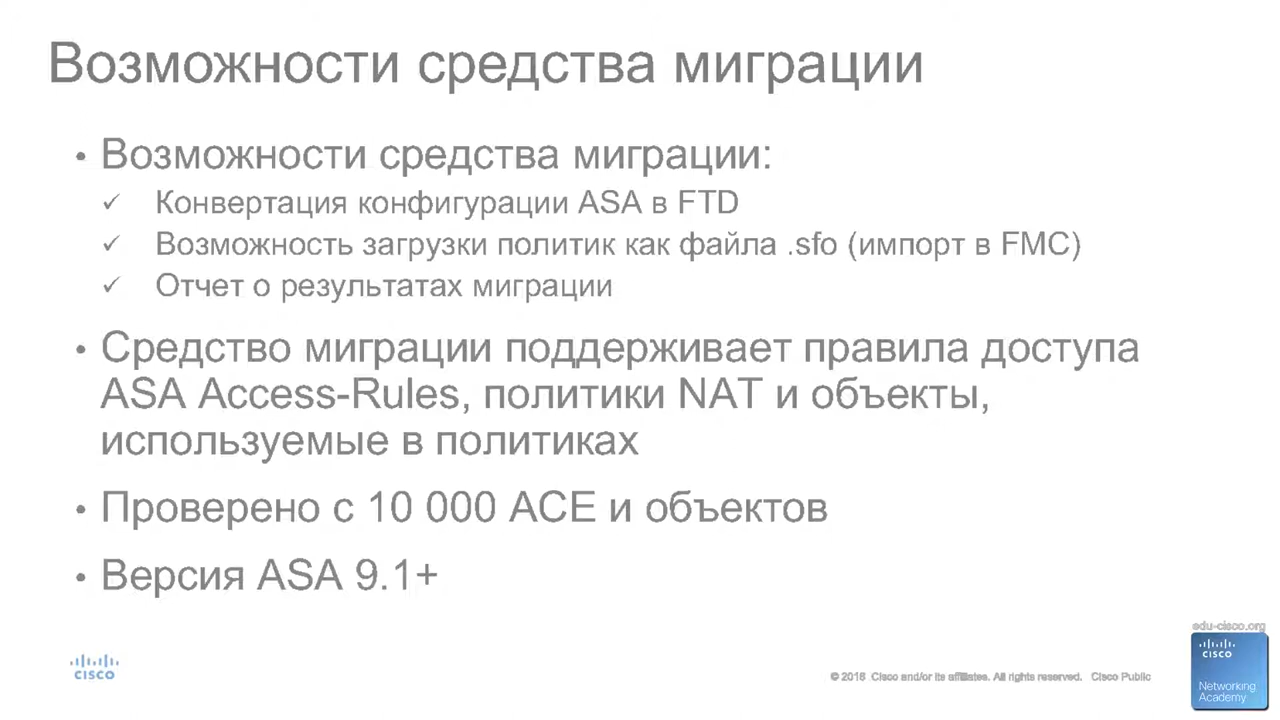 Возможности средства миграции
• Возможности средства миграции:
✓ Конвертация конфигурации ASA в FTD
✓ Возможность загрузки политик как файла .sfo (импорт в FMC)
✓ Отчет о результатах миграции
• Средство миграции поддерживает правила доступа
ASA Access-Rules, политики NAT и объекты,
используемые в политиках
• Проверено с 10 000 ACE и объектов
• Версия ASA 9.1+
edu-cisco.org
cisco
Networking
Academy
cisco
© 2016 Cisco and/or its affiliates. All rights reserved. Cisco Public